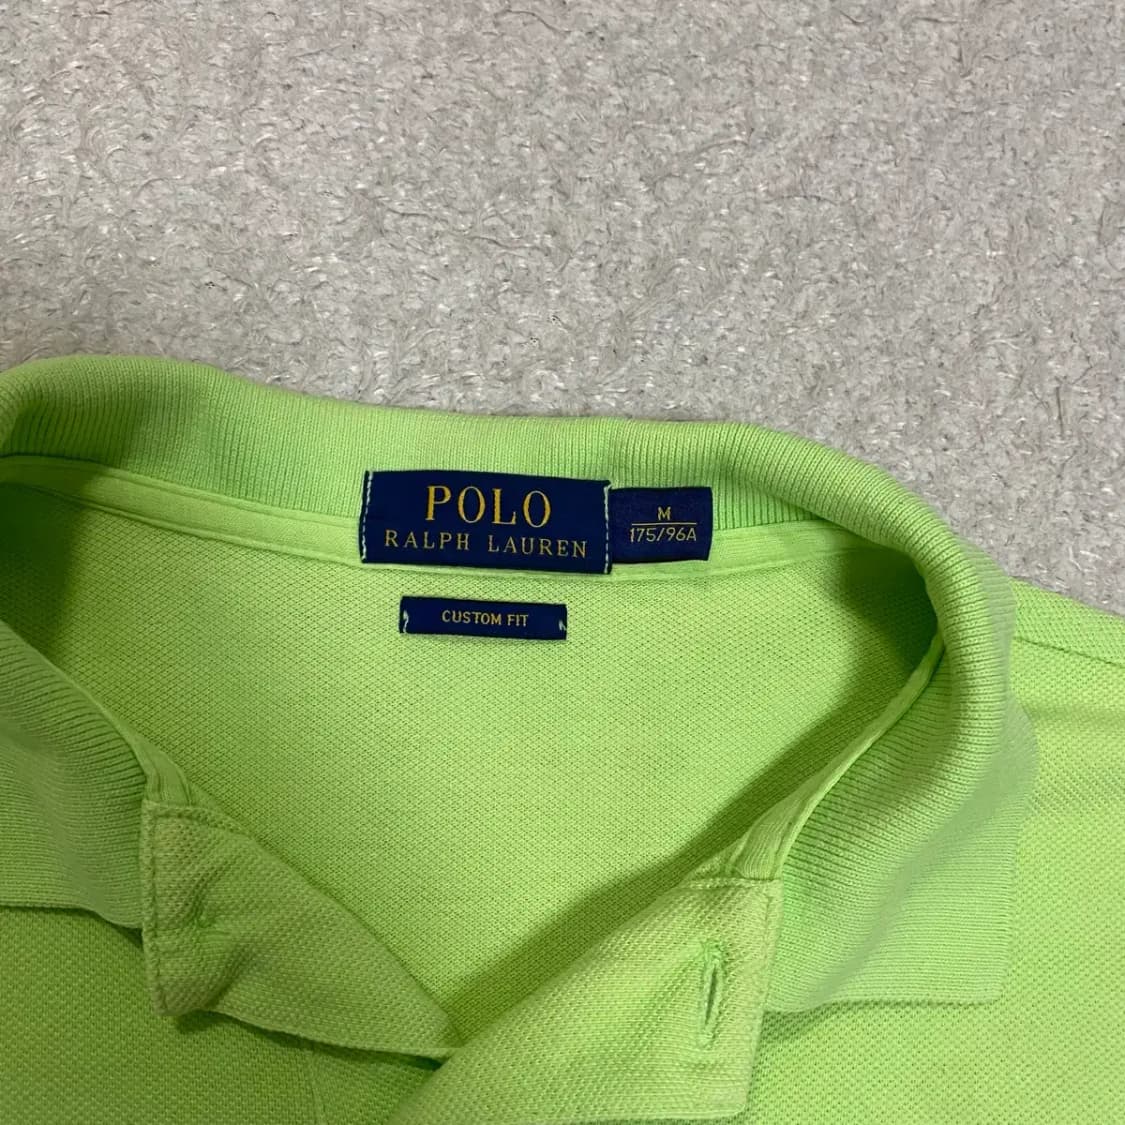 POLO
RALPH LAUREN
M
175/96A
CUSTOM FIT